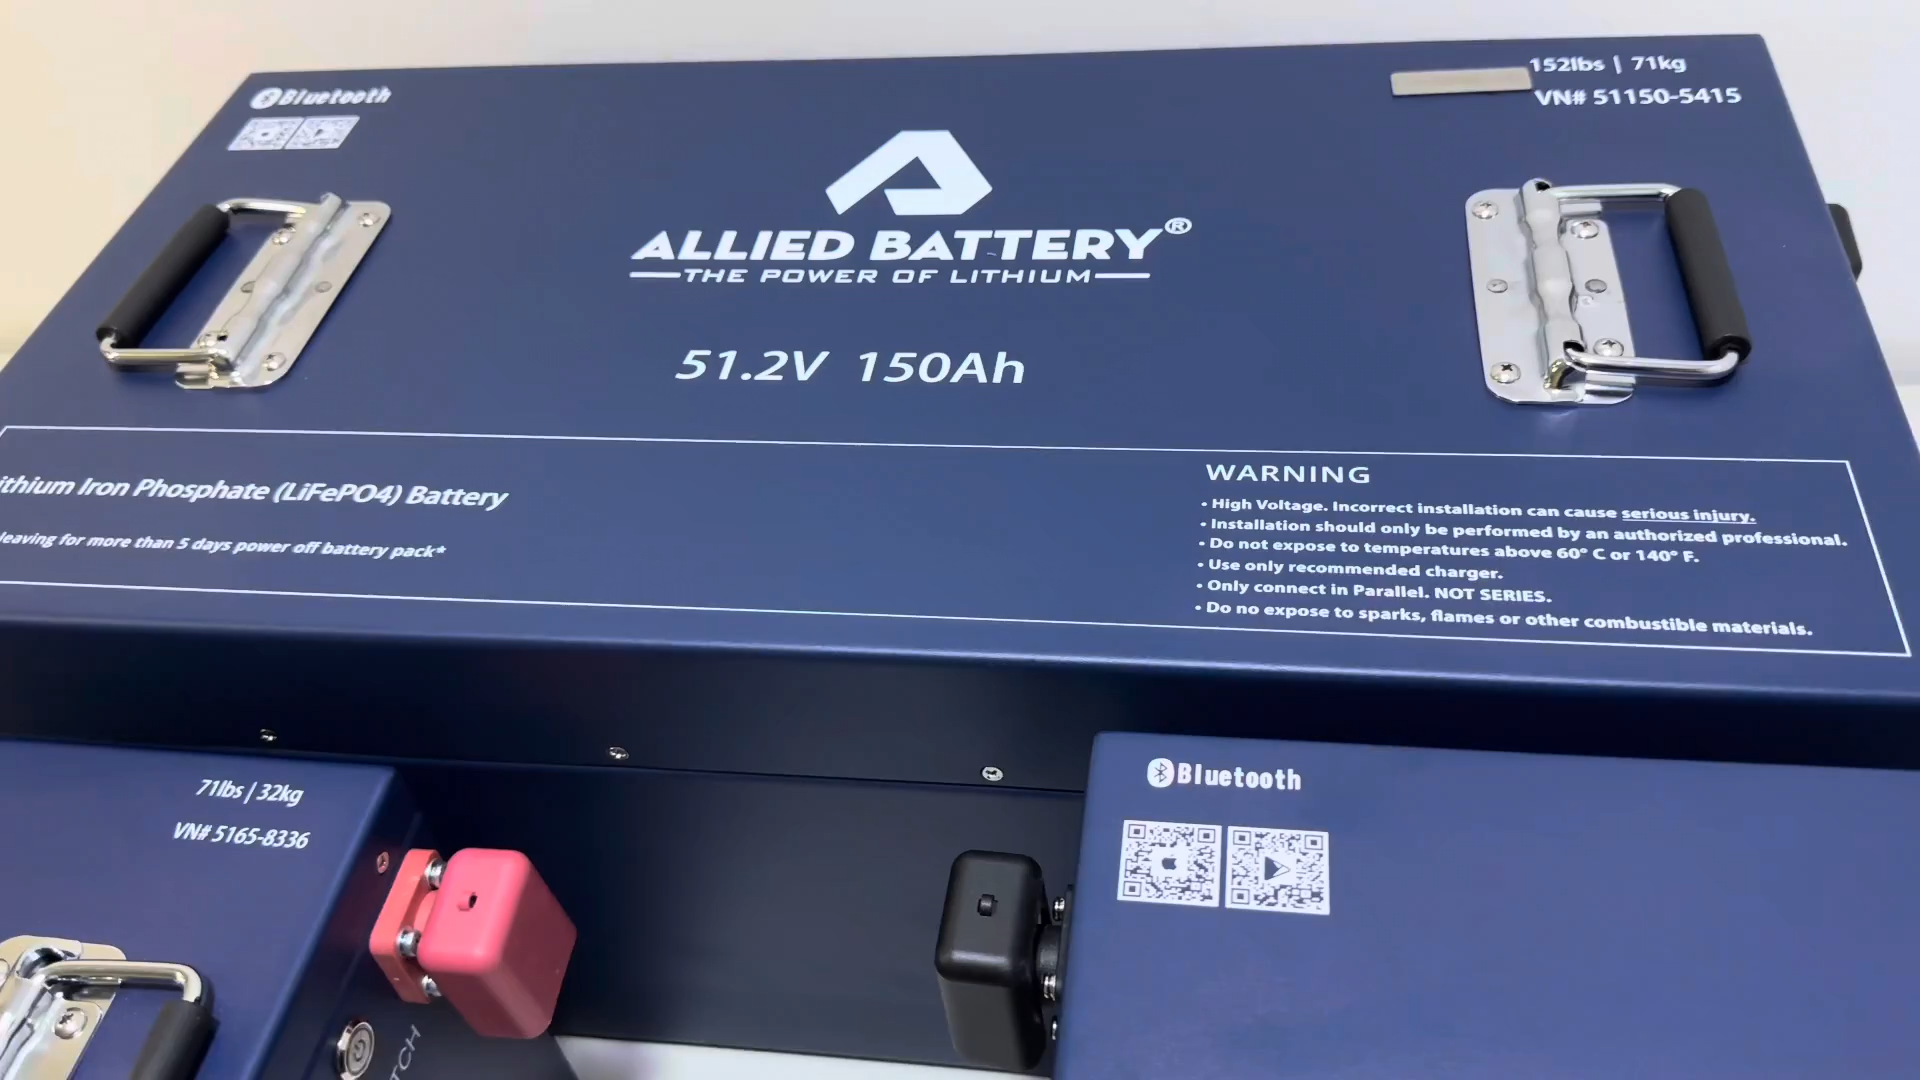 Bluetooth
152lbs | 71kg
VN# 51150-5415
ALLIED BATTERY®
THE POWER OF LITHIUM
51.2V 150Ah
ithium Iron Phosphate (LiFePO4) Battery
leaving for more than 5 days power off battery pack*
WARNING
• High Voltage. Incorrect installation can cause serious injury.
• Installation should only be performed by an authorized professional.
• Do not expose to temperatures above 60° C or 140° F.
• Use only recommended charger.
• Only connect in Parallel. NOT SERIES.
• Do no expose to sparks, flames or other combustible materials.
71lbs | 32kg
VN# 5165-8336
TCH
Bluetooth